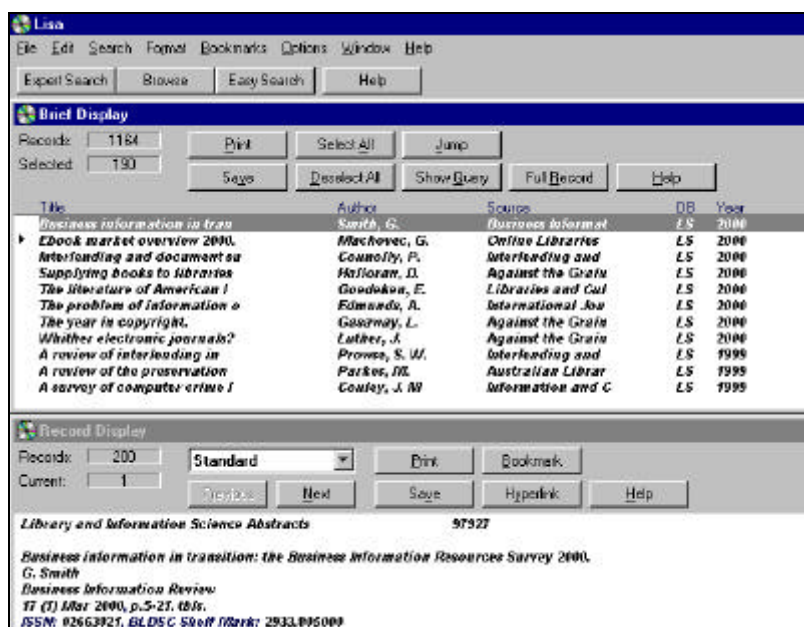 Lisa
File Edit Search Format Bookmarks Options Window Help
Expert Search Browse Easy Search Help
Brief Display
Records: 1164 Print Select All Jump
Selected: 190 Save Deselect All Show Query Full Record Help
Title Author Source DB Year
Business information in tran Smith, G. Business Informat LS 2000
Ebook market overview 2000. Machovec, G. Online Libraries LS 2000
Interlending and document su Connolly, P. Interlending and LS 2000
Supplying books to libraries Halloran, D. Against the Grain LS 2000
The literature of American l Goedeken, E. Libraries and Cul LS 2000
The problem of information o Edmunds, A. International Jou LS 2000
The year in copyright. Gasaway, L. Against the Grain LS 2000
Whither electronic journals? Luther, J. Against the Grain LS 2000
A review of interlending in Prowse, S. W. Interlending and LS 1999
A review of the preservation Parkes, M. Australian Librar LS 1999
A survey of computer crime l Conley, J. M Information and C LS 1999
Record Display
Records: 200 Standard Print Bookmark
Current: 1 Previous Next Save Hyperlink Help
Library and Information Science Abstracts 97927
Business information in transition: the Business Information Resources Survey 2000.
G. Smith
Business Information Review
17 (1) Mar 2000, p.5-21. tbls.
ISSN: 02663821, BLDSC Shelf Mark: 2933.895000